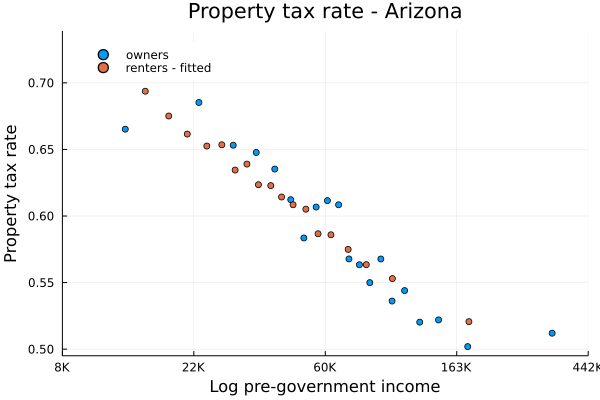 Property tax rate - Arizona
owners
renters - fitted
Property tax rate
0.70
0.65
0.60
0.55
0.50
8K
22K
60K
163K
442K
Log pre-government income